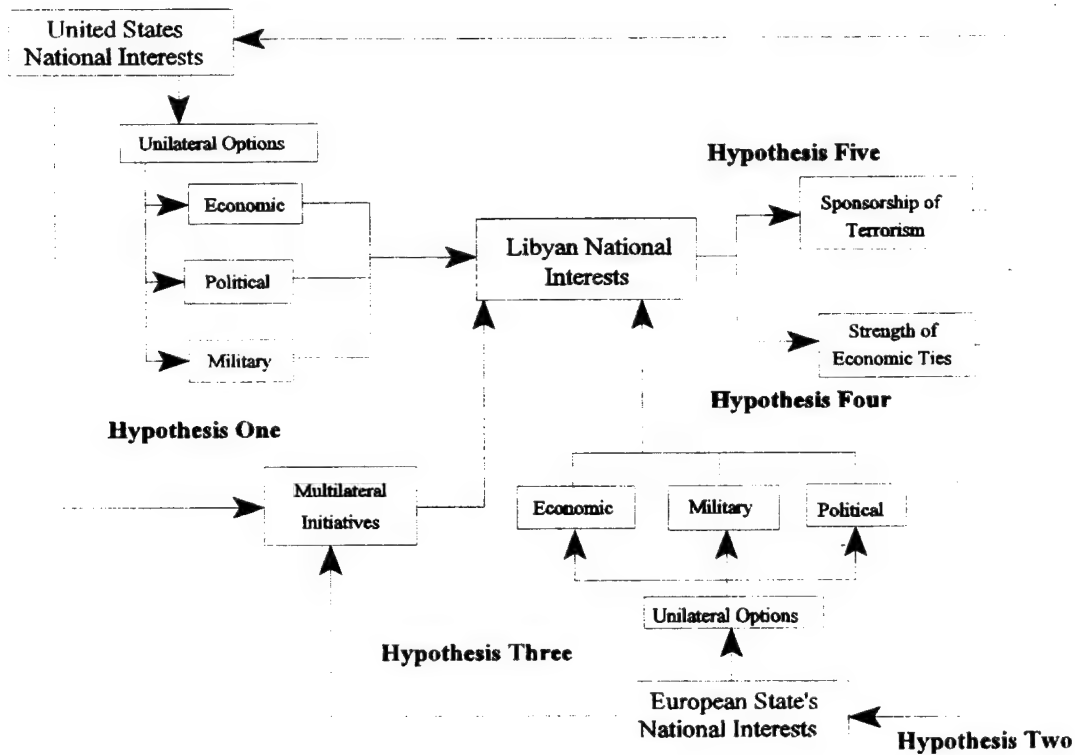 United States
National Interests
Unilateral Options
Economic
Political
Military
Hypothesis One
Multilateral
Initiatives
Libyan National
Interests
Hypothesis Five
Sponsorship of
Terrorism
Strength of
Economic Ties
Hypothesis Four
Economic
Military
Political
Unilateral Options
Hypothesis Three
European State's
National Interests
Hypothesis Two